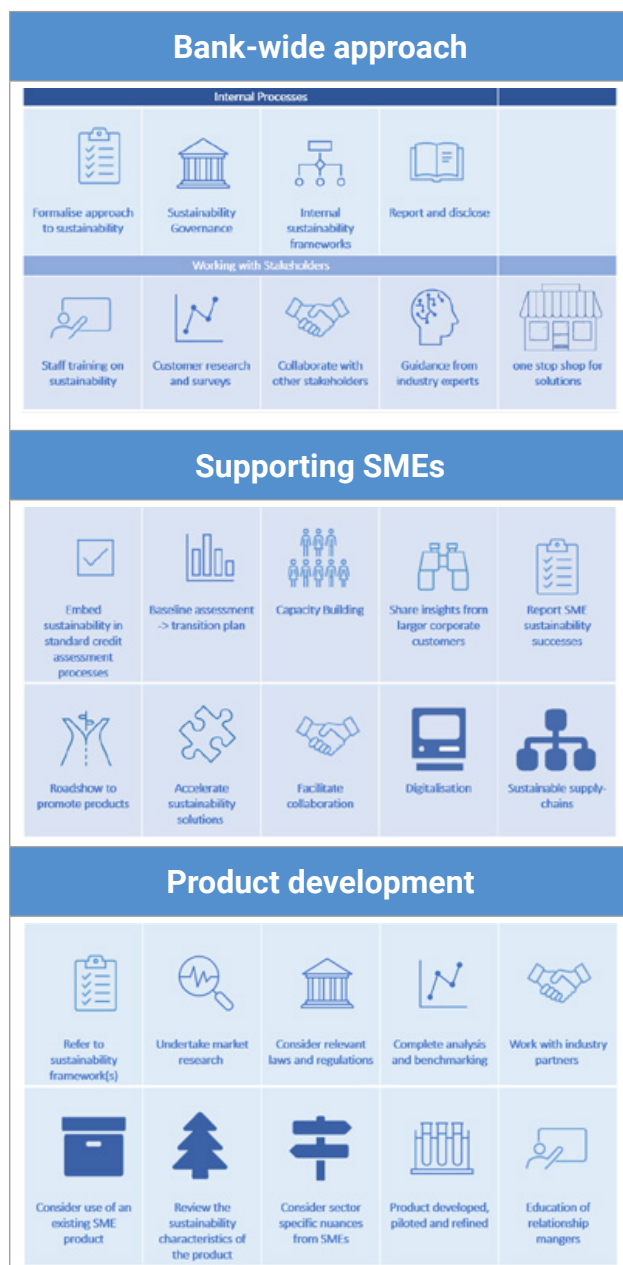 Bank-wide approach
Internal Processes
Formalise approach
to sustainability
Sustainability
Governance
Internal
sustainability
frameworks
Report and disclose
Working with Stakeholders
Staff training on
sustainability
Customer research
and surveys
Collaborate with
other stakeholders
Guidance from
industry experts
one stop shop for
solutions
Supporting SMEs
Embed
sustainability in
standard credit
assessment
processes
Baseline assessment
-> transition plan
Capacity Building
Share insights from
larger corporate
customers
Report SME
sustainability
successes
Roadshow to
promote products
Accelerate
sustainability
solutions
Facilitate
collaboration
Digitalisation
Sustainable supply-
chains
Product development
Refer to
sustainability
framework(s)
Undertake market
research
Consider relevant
laws and regulations
Complete analysis
and benchmarking
Work with industry
partners
Consider use of an
existing SME
product
Review the
sustainability
characteristics of
the product
Consider sector
specific nuances
from SMEs
Product developed,
piloted and refined
Education of
relationship
mangers